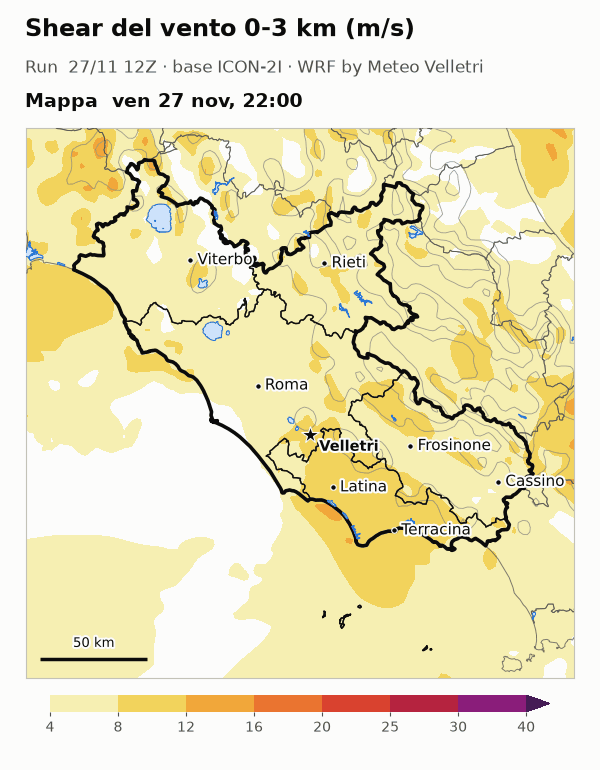 Shear del vento 0-3 km (m/s)
Run  27/11 12Z · base ICON-2I · WRF by Meteo Velletri
Mappa  ven 27 nov, 22:00
Viterbo
Rieti
Roma
Velletri
Frosinone
Latina
Cassino
Terracina
50 km
4 8 12 16 20 25 30 40